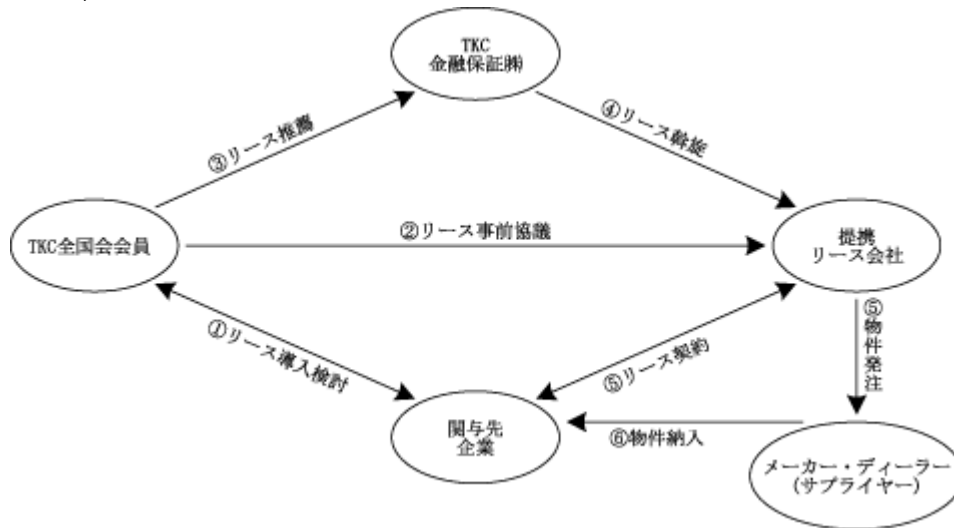 TKC
金融保証㈱
③リース推薦
④リース斡旋
TKC全国会会員
②リース事前協議
提携
リース会社
①リース導入検討
⑤リース契約
⑤物件発注
関与先
企業
⑥物件納入
メーカー・ディーラー
(サプライヤー)